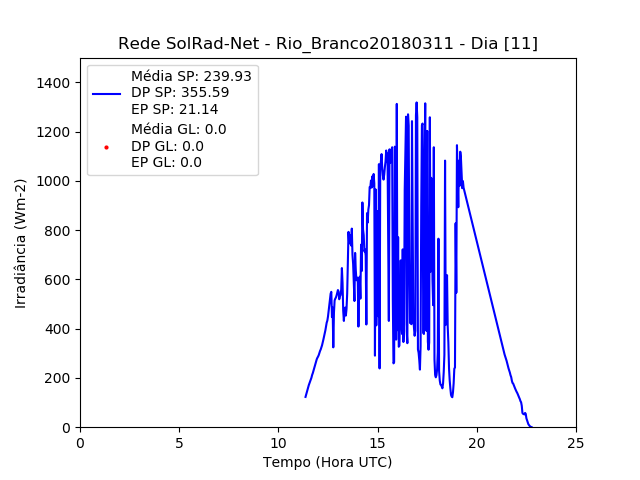 Rede SolRad-Net - Rio_Branco20180311 - Dia [11]
Média SP: 239.93
DP SP: 355.59
EP SP: 21.14
Média GL: 0.0
DP GL: 0.0
EP GL: 0.0
Irradiância (Wm-2)
1400
1200
1000
800
600
400
200
0
0 5 10 15 20 25
Tempo (Hora UTC)